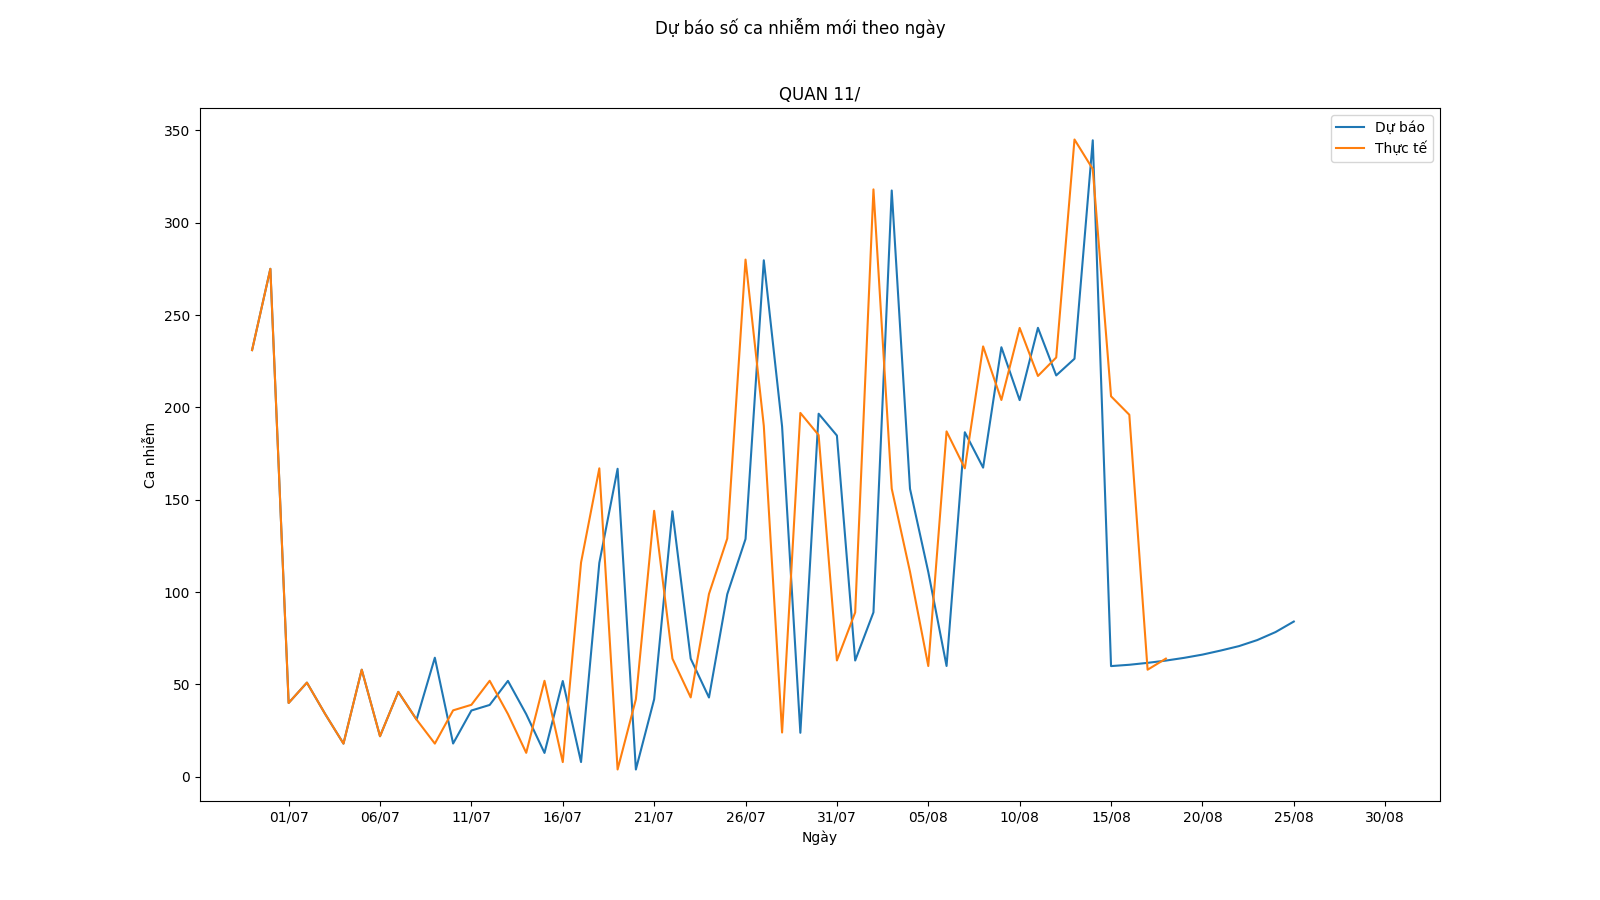 Dự báo số ca nhiễm mới theo ngày
QUAN 11/
Dự báo
Thực tế
350
300
250
200
150
100
50
0
Ca nhiễm
01/07 06/07 11/07 16/07 21/07 26/07 31/07 05/08 10/08 15/08 20/08 25/08 30/08
Ngày